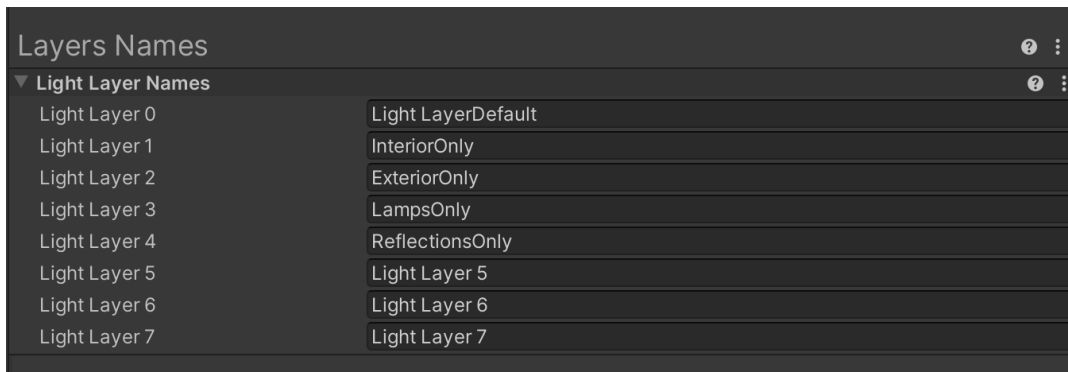 Layers Names
Light Layer Names
Light Layer 0 Light LayerDefault
Light Layer 1 InteriorOnly
Light Layer 2 ExteriorOnly
Light Layer 3 LampsOnly
Light Layer 4 ReflectionsOnly
Light Layer 5 Light Layer 5
Light Layer 6 Light Layer 6
Light Layer 7 Light Layer 7